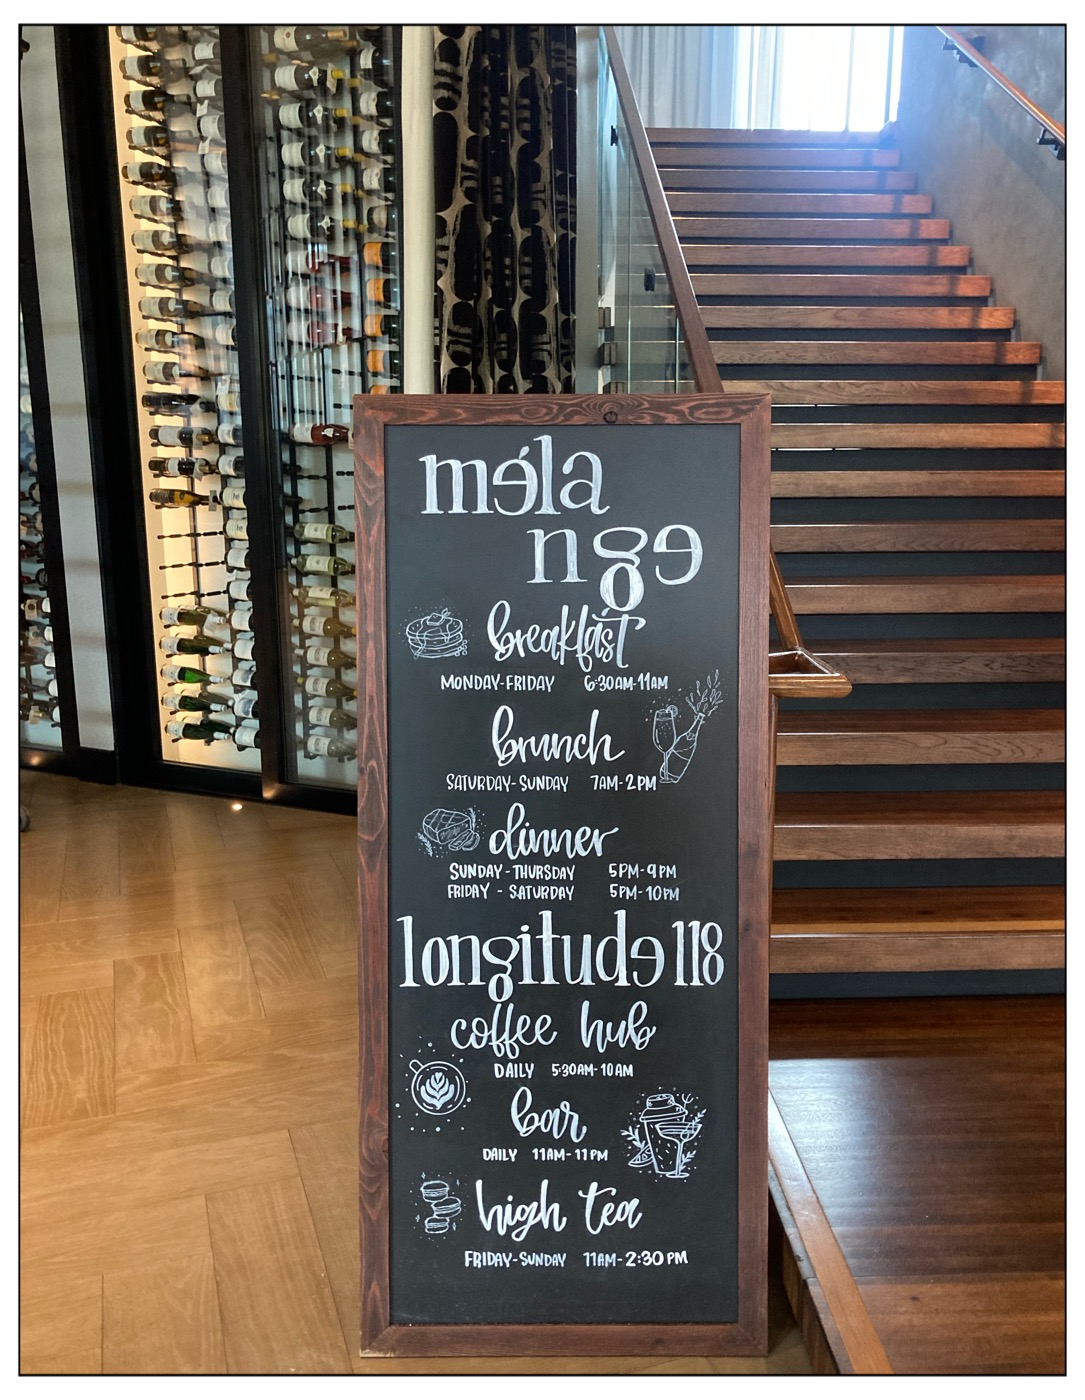 méla
nge
breakfast
MONDAY-FRIDAY 6:30AM-11AM
brunch
SATURDAY-SUNDAY 7AM-2PM
dinner
SUNDAY-THURSDAY 5PM-9PM
FRIDAY - SATURDAY 5PM-10PM
longitude 118
coffee hub
DAILY 5:30AM-10AM
bar
DAILY 11AM-11PM
high tea
FRIDAY-SUNDAY 11AM-2:30PM